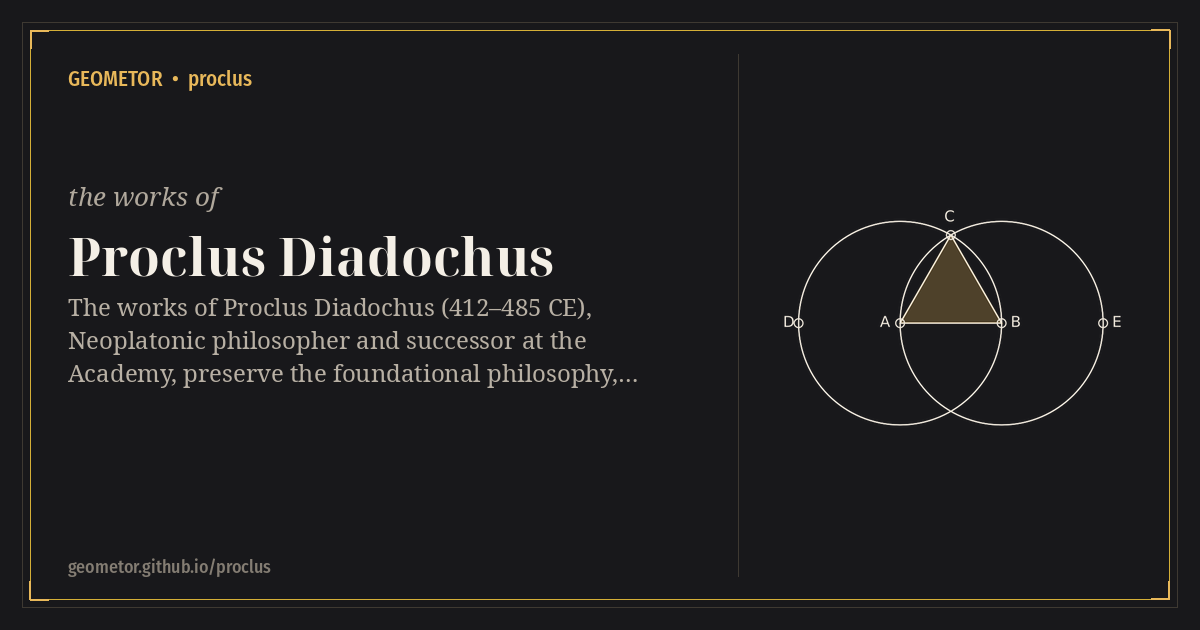 GEOMETOR • proclus
the works of
Proclus Diadochus
The works of Proclus Diadochus (412–485 CE),
Neoplatonic philosopher and successor at the
Academy, preserve the foundational philosophy,…
C
D A B E
geometor.github.io/proclus